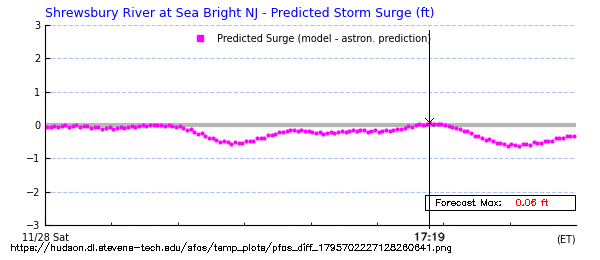 Shrewsbury River at Sea Bright NJ - Predicted Storm Surge (ft)
3
Predicted Surge (model - astron. prediction)
2
1
0
−1
−2
Forecast Max: 0.06 ft
−3
11/28 Sat 17:19 (ET)
https://hudson.dl.stevens-tech.edu/sfas/temp_plots/pfas_diff_1795702227128260641.png